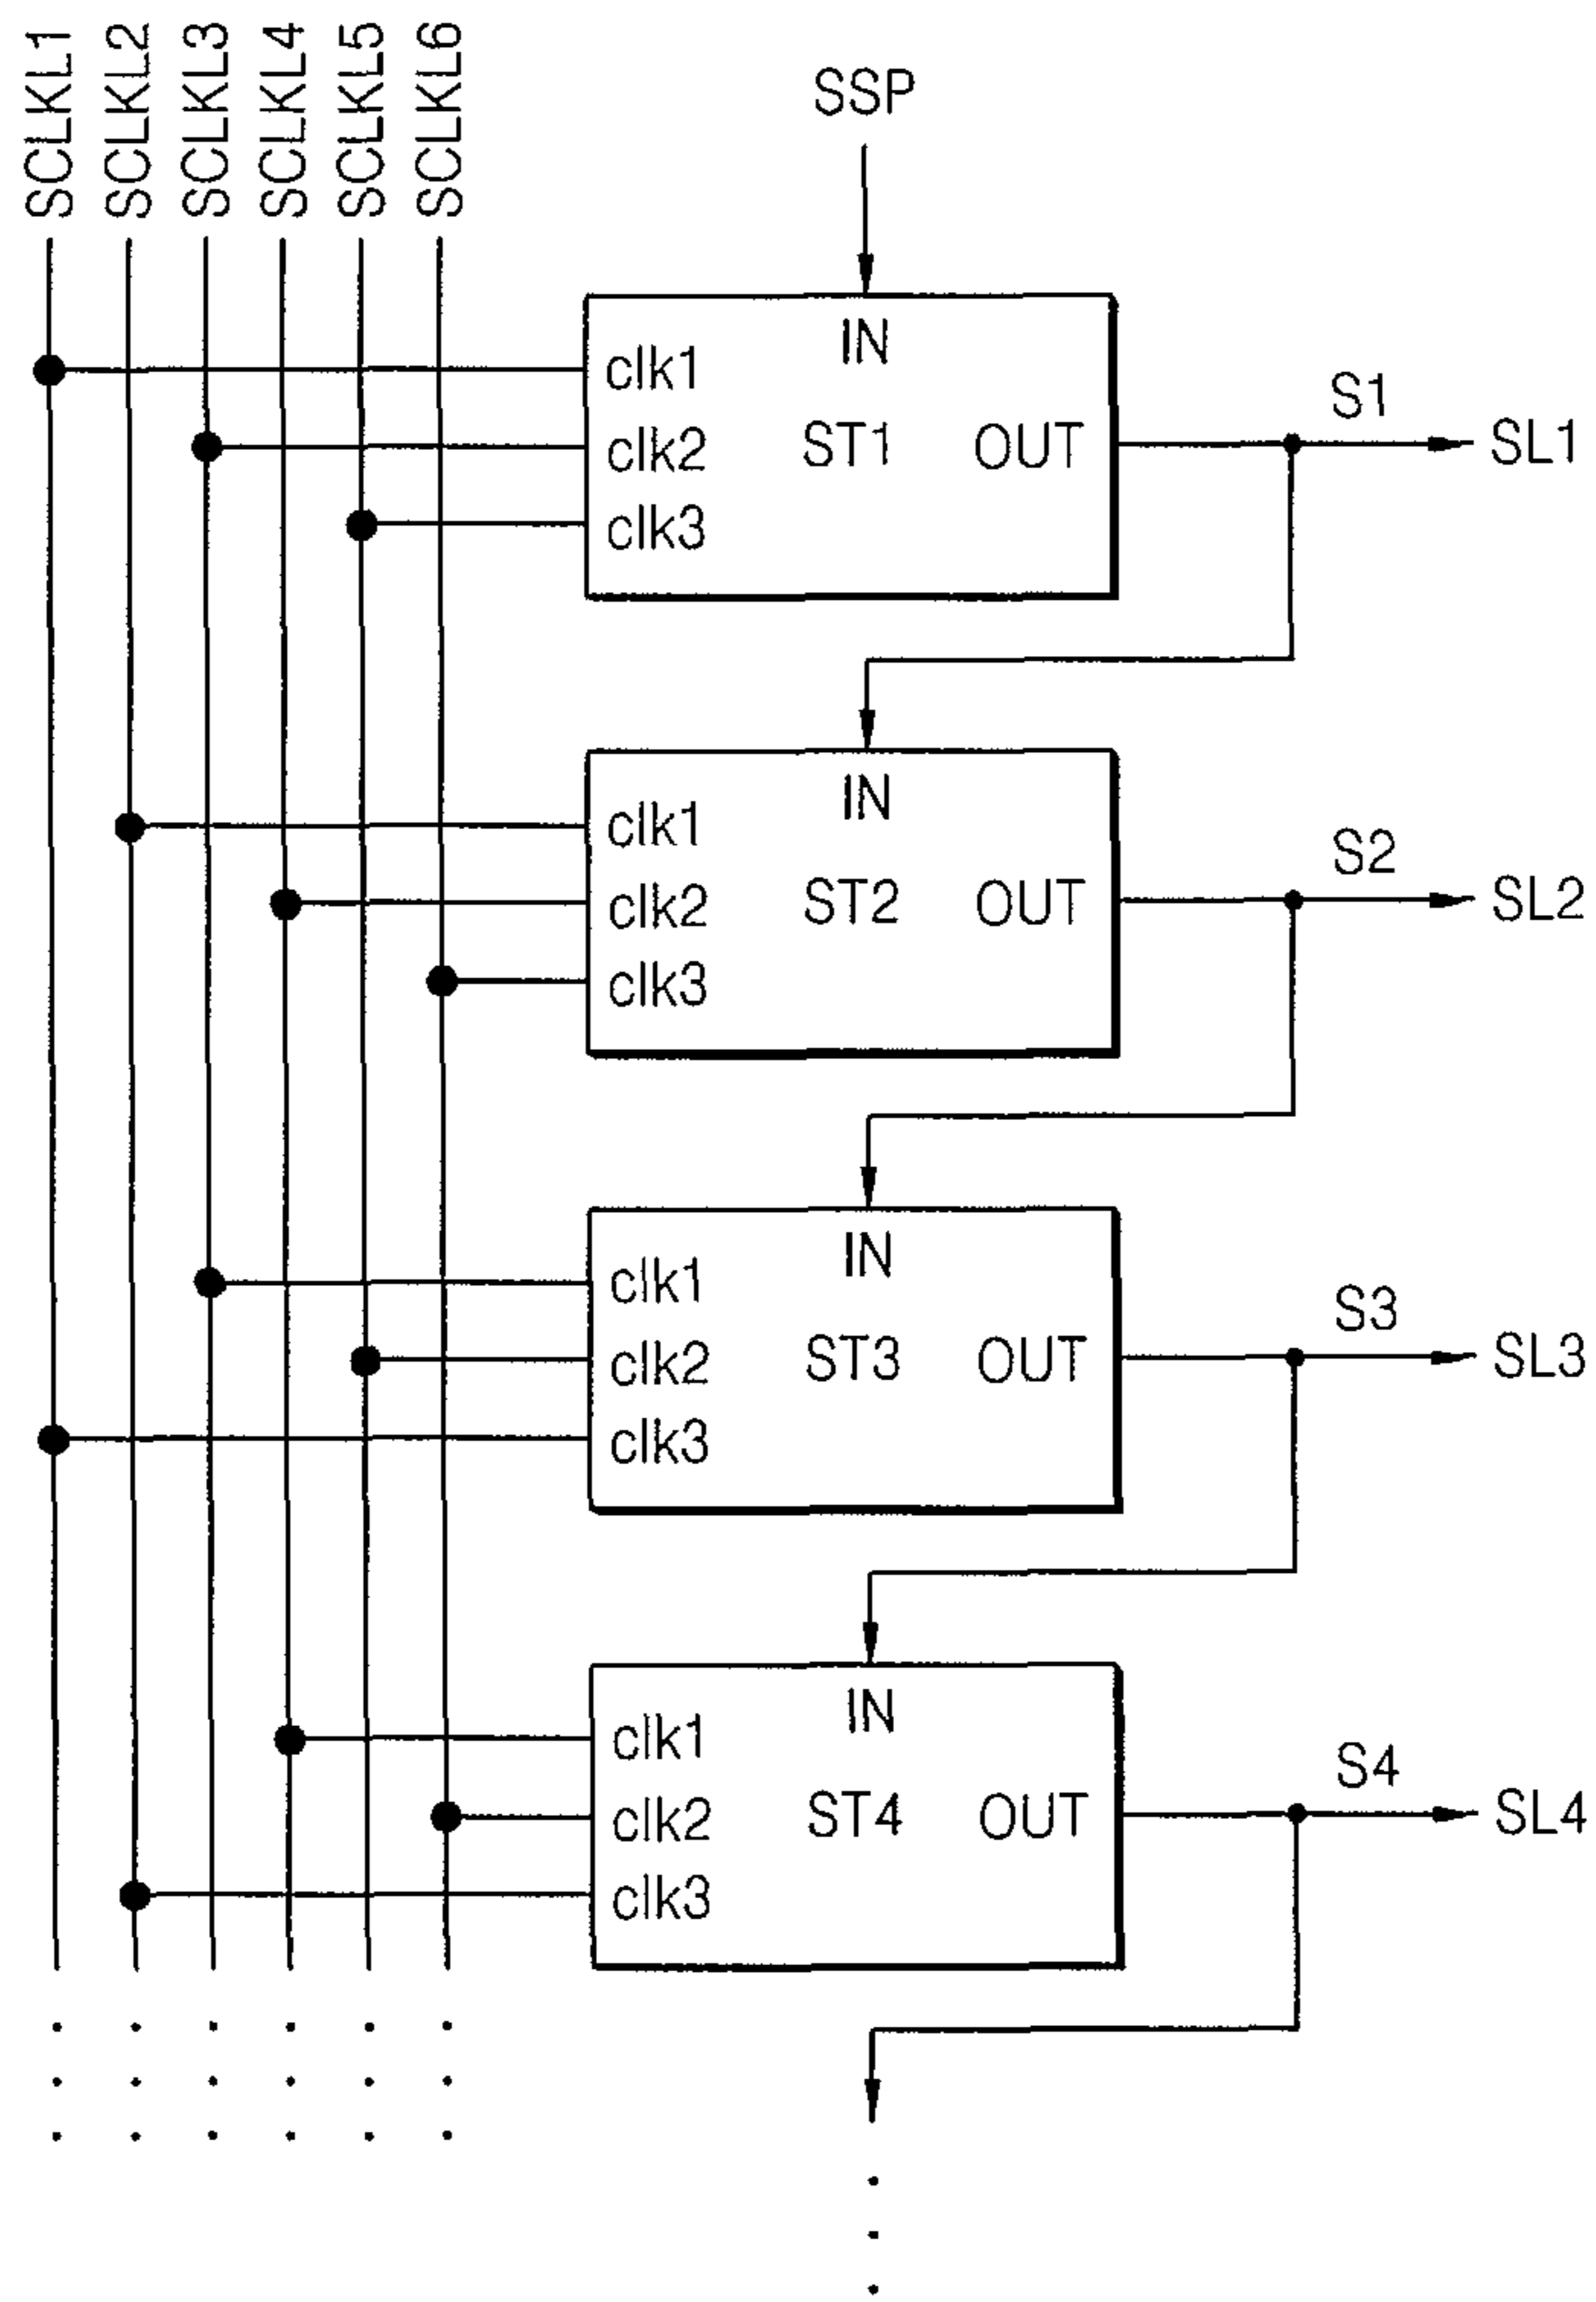 SCLKL1
SCLKL2
SCLKL3
SCLKL4
SCLKL5
SCLKL6
SSP
IN
clk1
clk2
clk3
ST1
OUT
S1
SL1
IN
clk1
clk2
clk3
ST2
OUT
S2
SL2
IN
clk1
clk2
clk3
ST3
OUT
S3
SL3
IN
clk1
clk2
clk3
ST4
OUT
S4
SL4